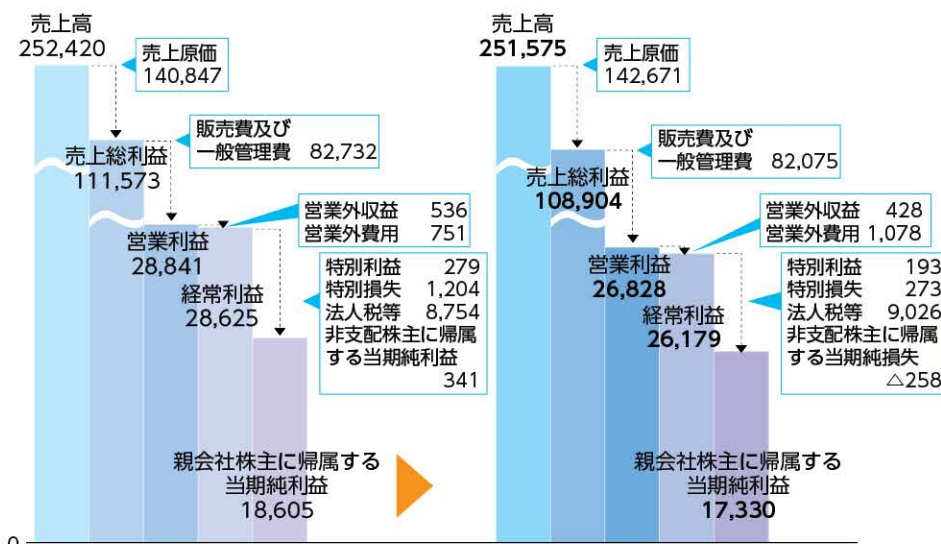 売上高
252,420
売上原価
140,847
販売費及び
一般管理費 82,732
売上総利益
111,573
営業外収益 536
営業外費用 751
営業利益
28,841
特別利益 279
特別損失 1,204
法人税等 8,754
非支配株主に帰属
する当期純利益
341
経常利益
28,625
親会社株主に帰属する
当期純利益
18,605
0
売上高
251,575
売上原価
142,671
販売費及び
一般管理費 82,075
売上総利益
108,904
営業外収益 428
営業外費用 1,078
営業利益
26,828
特別利益 193
特別損失 273
法人税等 9,026
非支配株主に帰属
する当期純損失
△258
経常利益
26,179
親会社株主に帰属する
当期純利益
17,330